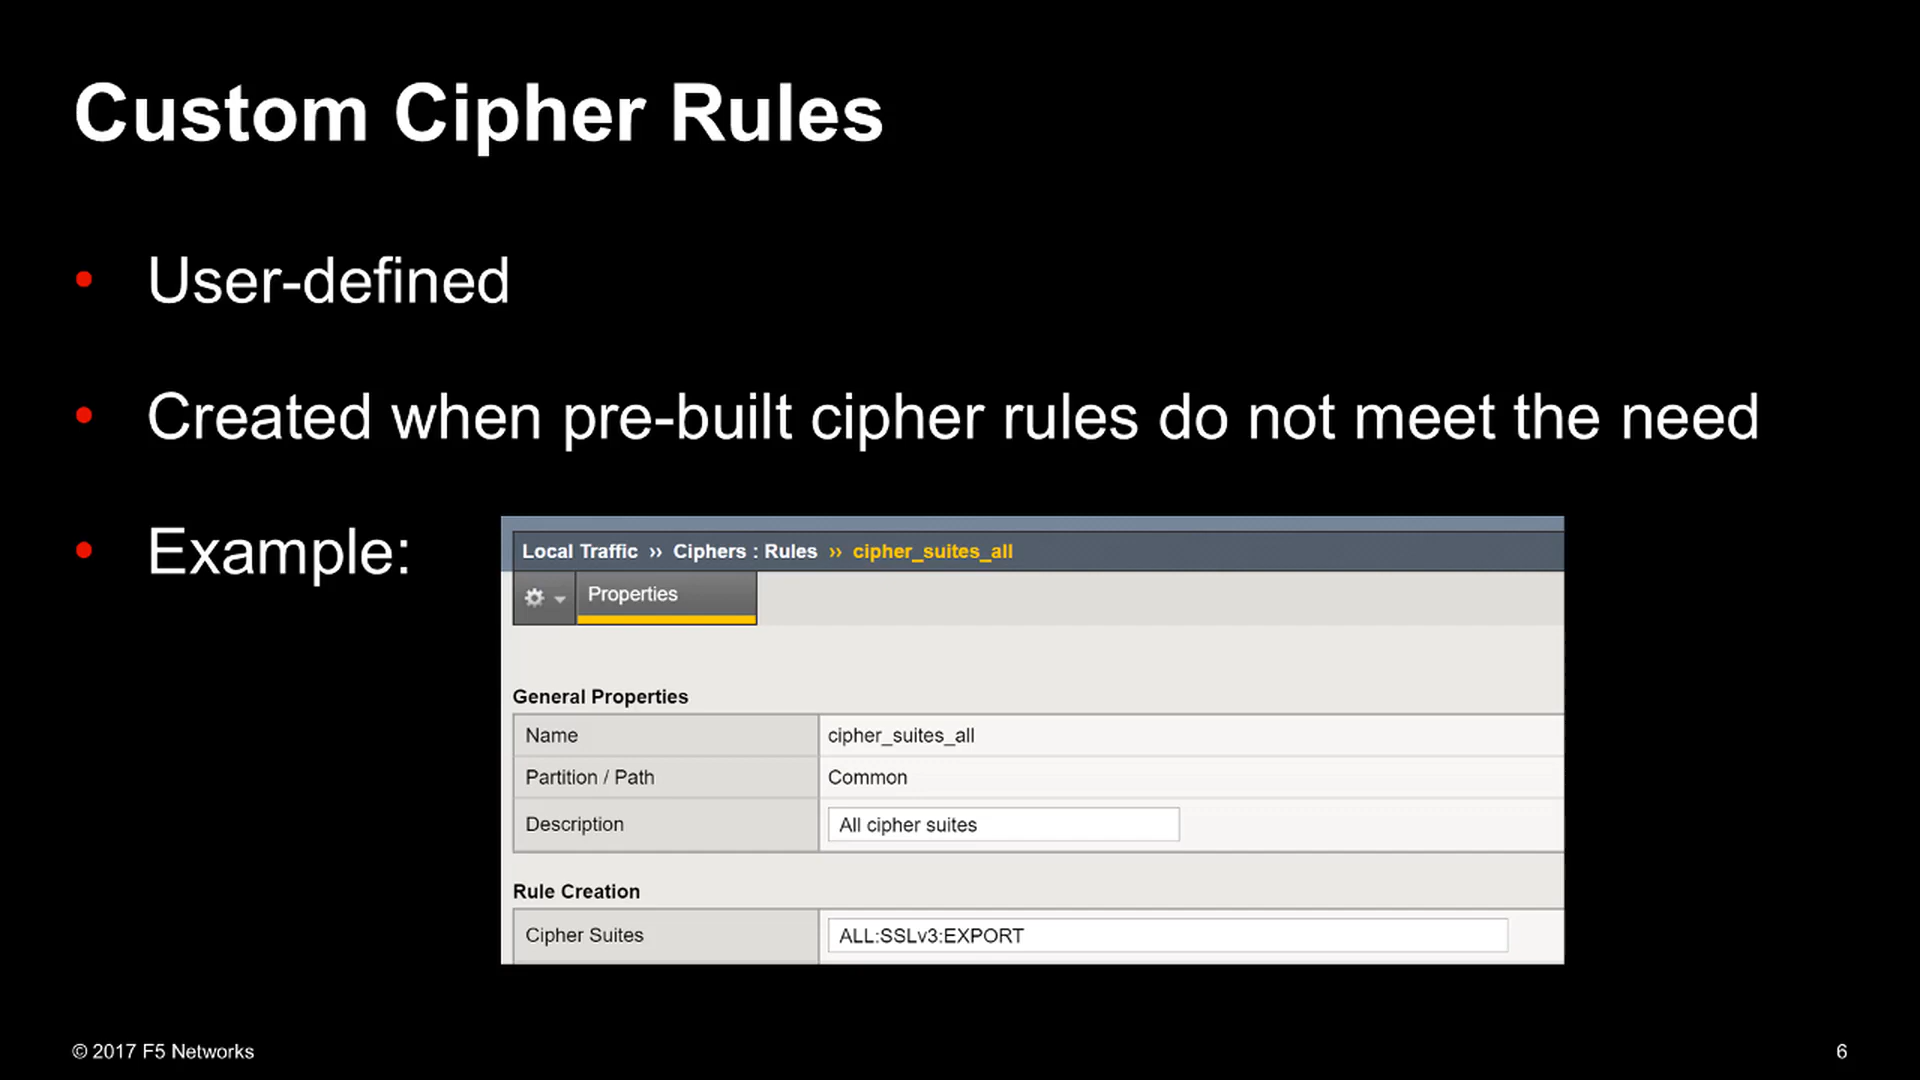 Custom Cipher Rules
• User-defined
• Created when pre-built cipher rules do not meet the need
• Example:
Local Traffic ›› Ciphers : Rules ›› cipher_suites_all
Properties
General Properties
Name cipher_suites_all
Partition / Path Common
Description All cipher suites
Rule Creation
Cipher Suites ALL:SSLv3:EXPORT
© 2017 F5 Networks
6